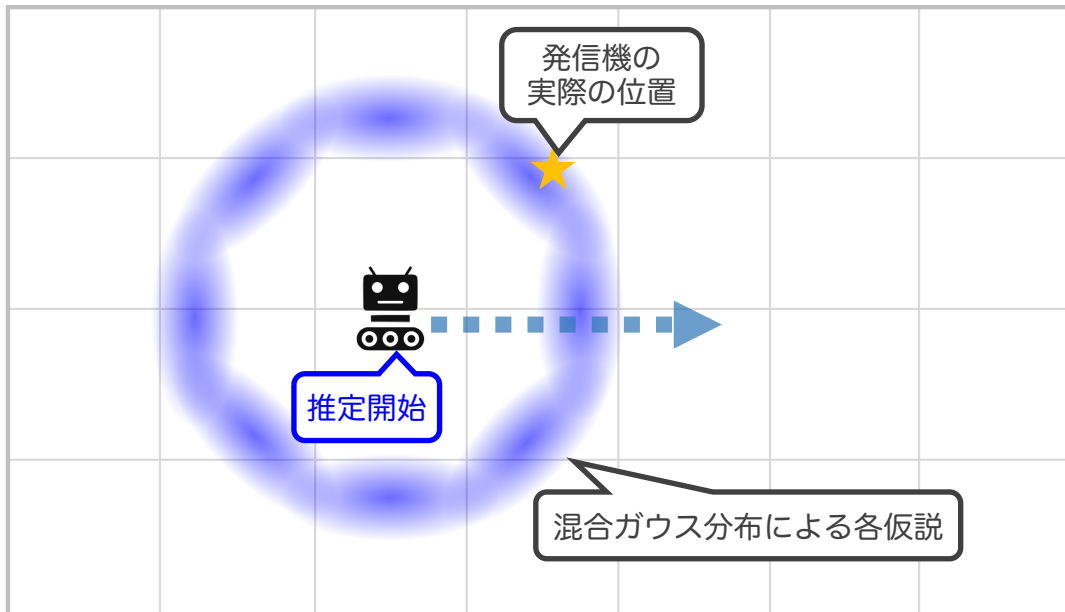 発信機の
実際の位置
推定開始
混合ガウス分布による各仮説